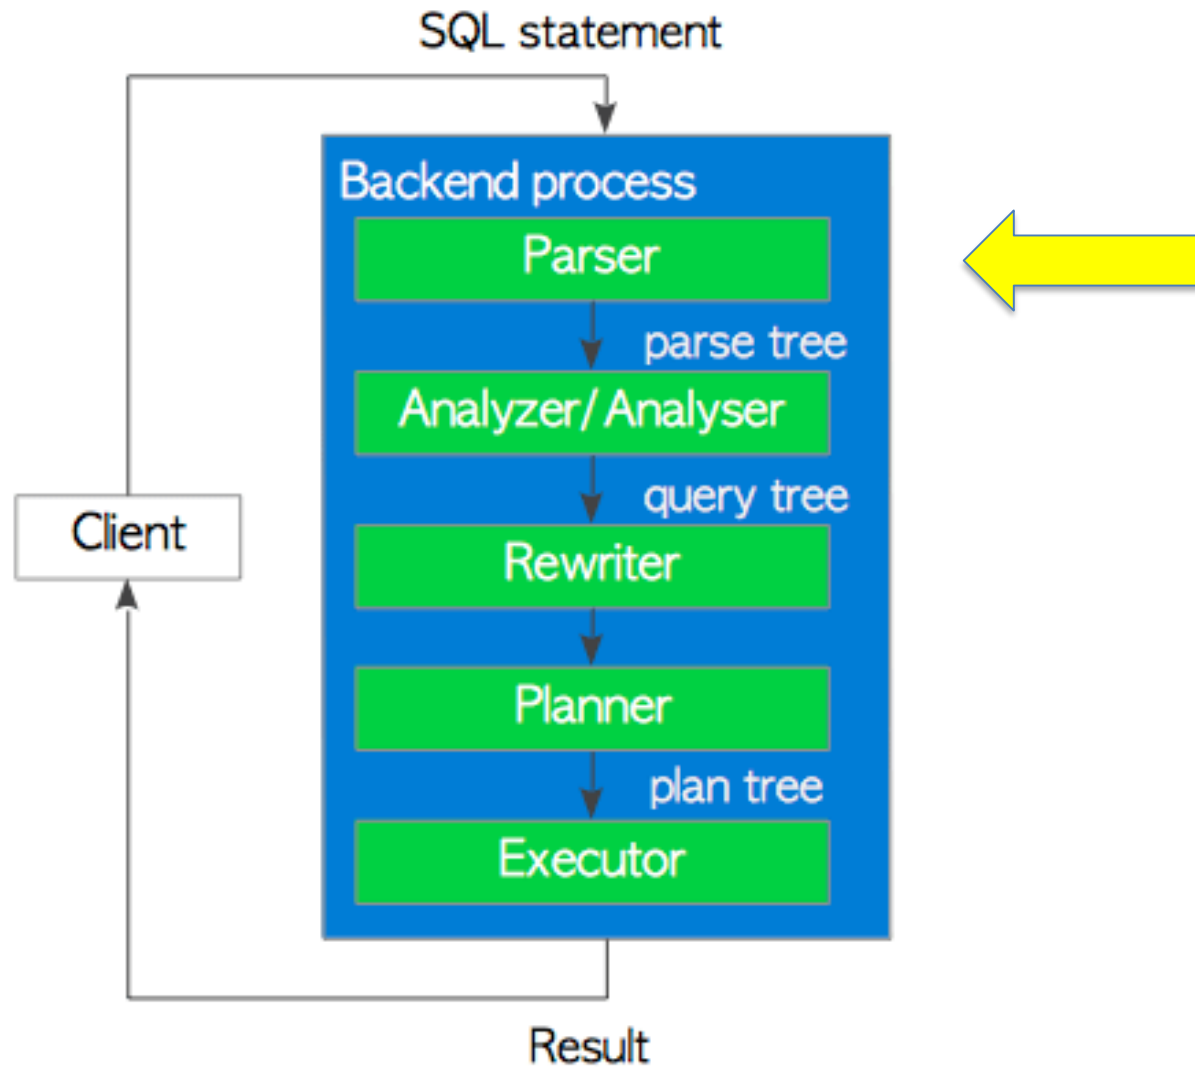 SQL statement
Backend process
Parser
parse tree
Analyzer/Analyser
query tree
Client
Rewriter
Planner
plan tree
Executor
Result